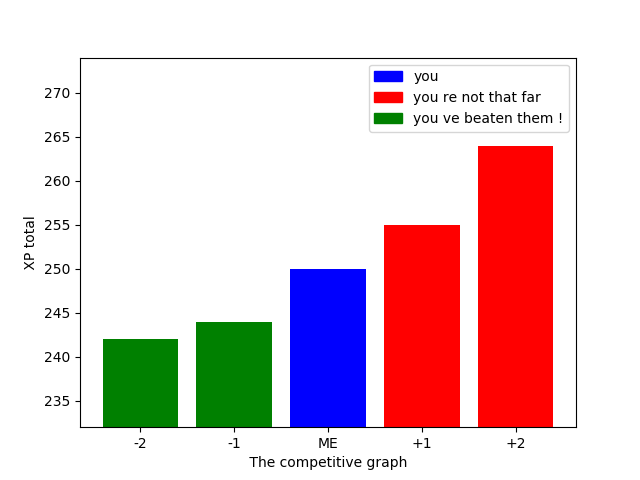 you
you re not that far
you ve beaten them !
270
265
260
255
250
245
240
235
XP total
-2 -1 ME +1 +2
The competitive graph